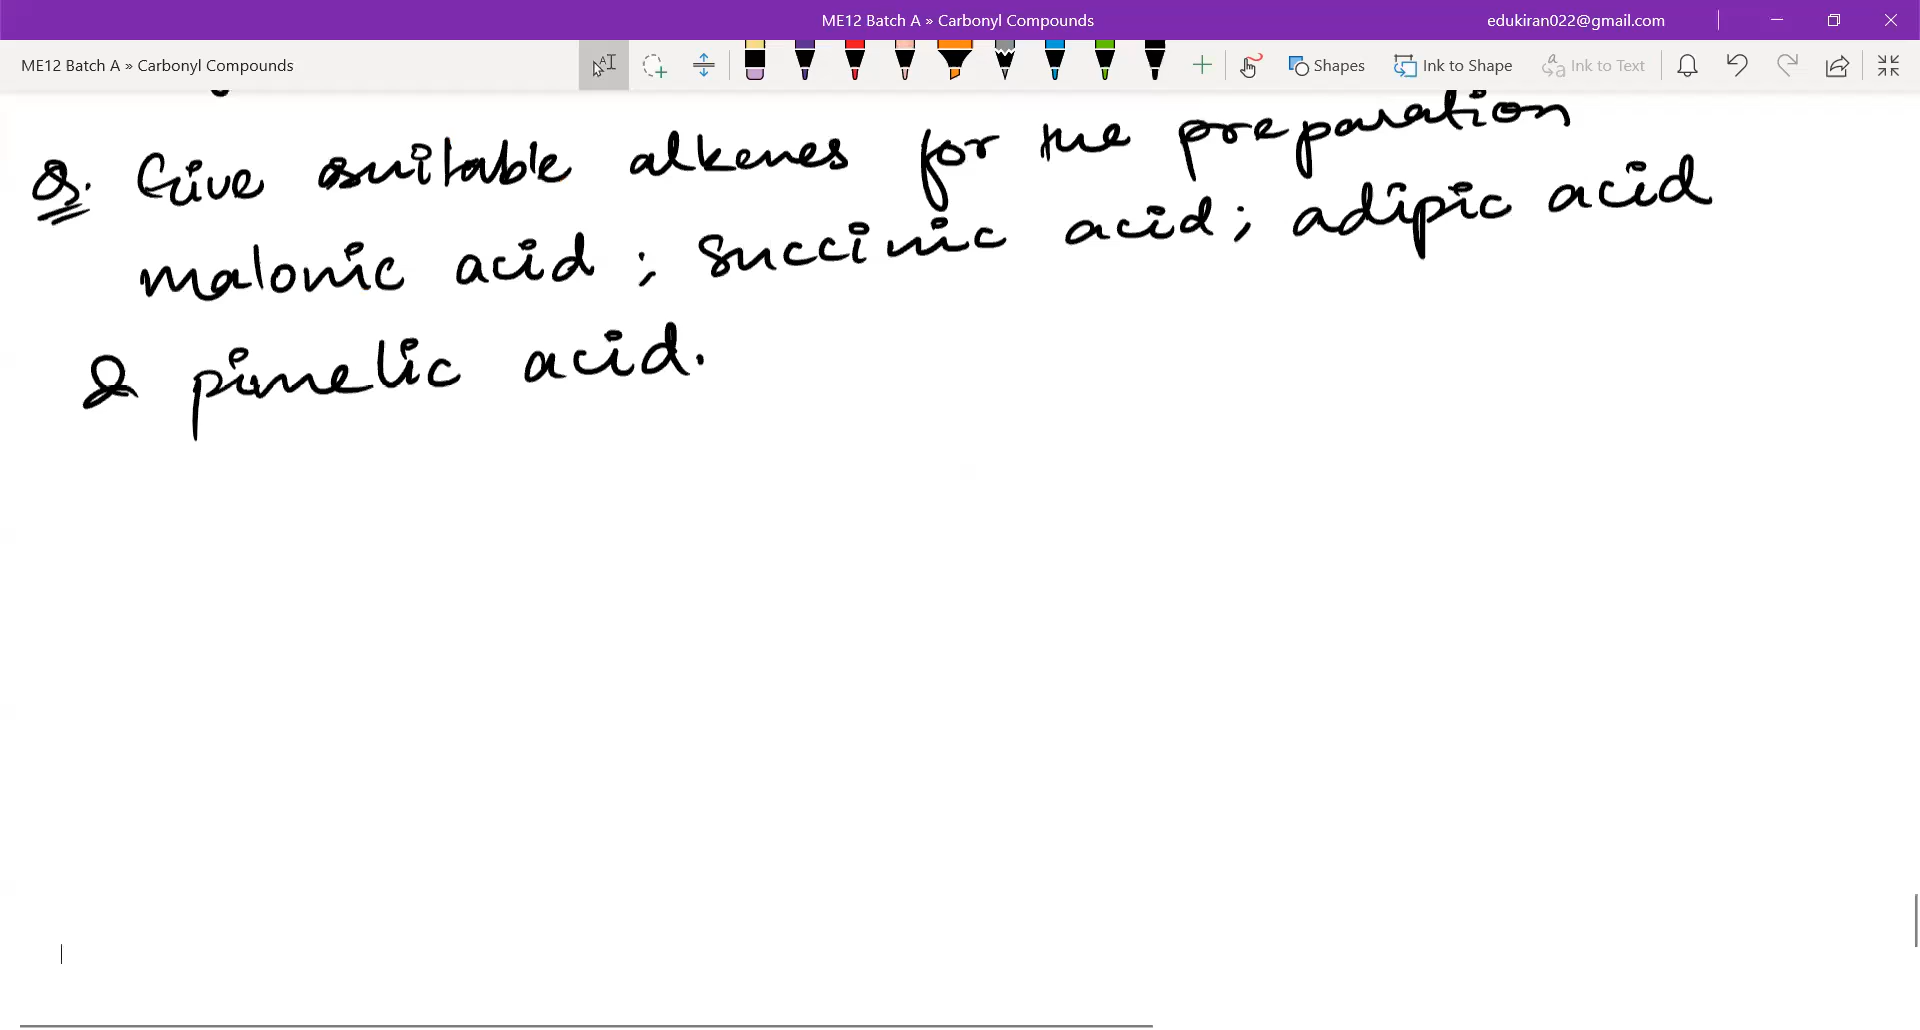 ME12 Batch A » Carbonyl Compounds
edukiran022@gmail.com
ME12 Batch A » Carbonyl Compounds
Shapes
Ink to Shape
Ink to Text
Q. Give suitable alkenes for the preparation
malonic acid ; succinic acid ; adipic acid
& pimelic acid.